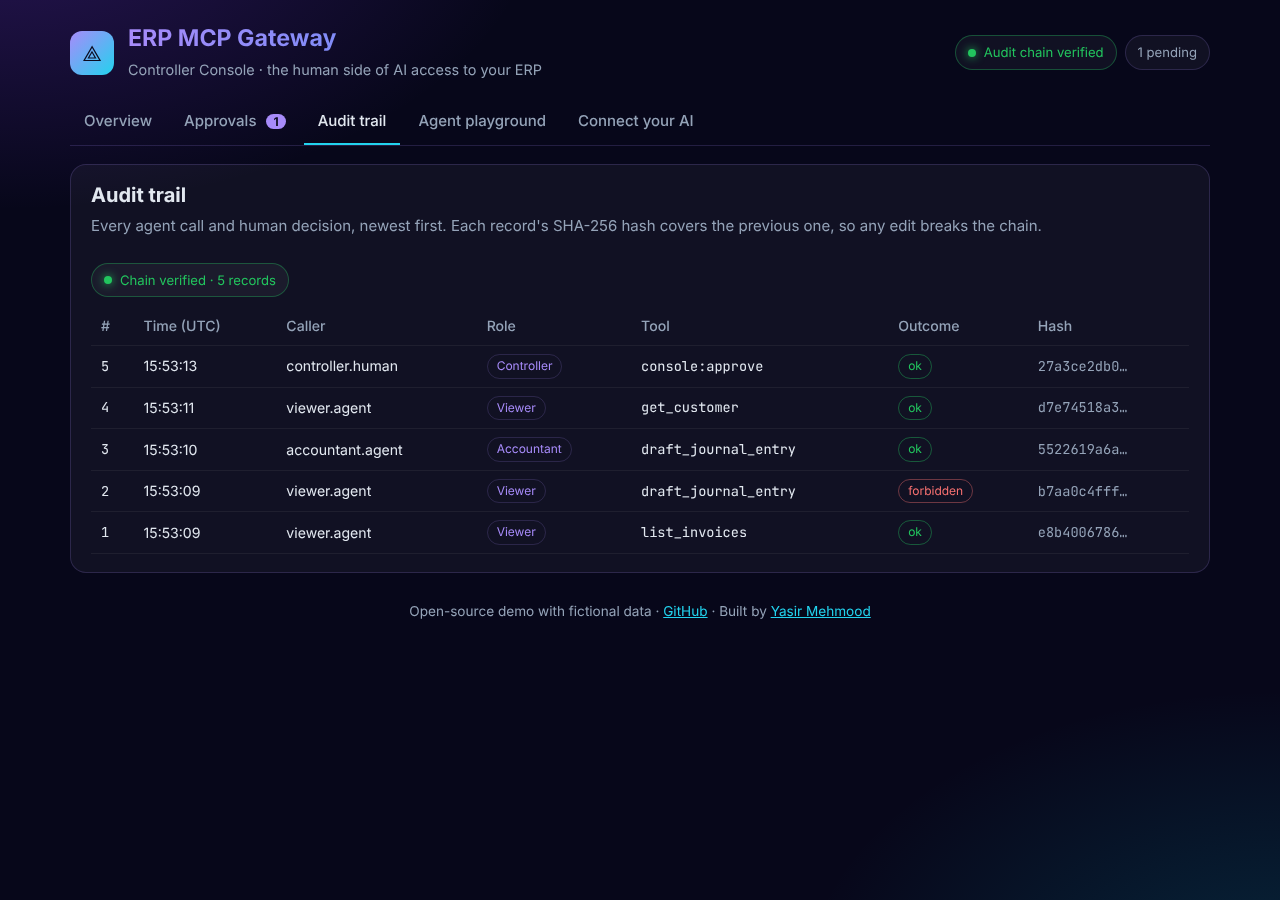 ERP MCP Gateway
Controller Console · the human side of AI access to your ERP
Audit chain verified
1 pending
Overview Approvals 1 Audit trail Agent playground Connect your AI
Audit trail
Every agent call and human decision, newest first. Each record's SHA-256 hash covers the previous one, so any edit breaks the chain.
Chain verified · 5 records
# Time (UTC) Caller Role Tool Outcome Hash
5 15:53:13 controller.human Controller console:approve ok 27a3ce2db0…
4 15:53:11 viewer.agent Viewer get_customer ok d7e74518a3…
3 15:53:10 accountant.agent Accountant draft_journal_entry ok 5522619a6a…
2 15:53:09 viewer.agent Viewer draft_journal_entry forbidden b7aa0c4fff…
1 15:53:09 viewer.agent Viewer list_invoices ok e8b4006786…
Open-source demo with fictional data · GitHub · Built by Yasir Mehmood